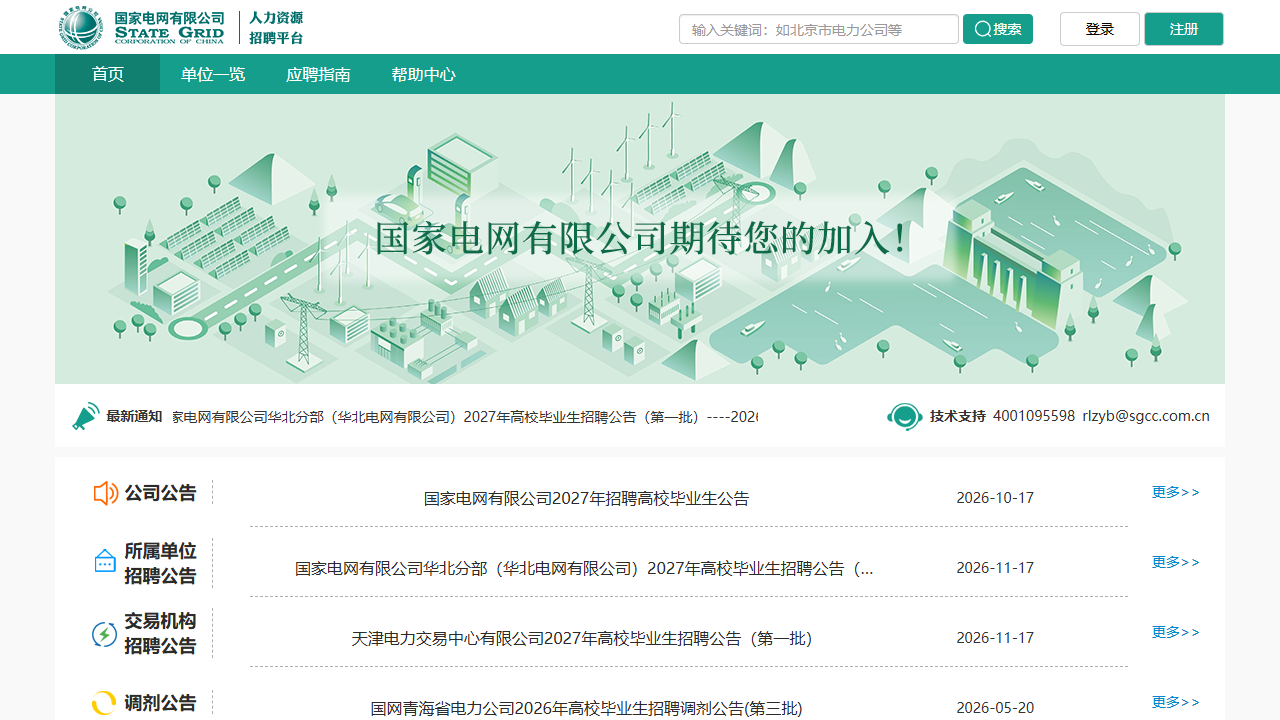 国家电网有限公司
STATE GRID
CORPORATION OF CHINA
人力资源
招聘平台
输入关键词：如北京市电力公司等
搜索
登录
注册
首页
单位一览
应聘指南
帮助中心
国家电网有限公司期待您的加入！
最新通知
家电网有限公司华北分部（华北电网有限公司）2027年高校毕业生招聘公告（第一批）----2026
技术支持 4001095598 rlzyb@sgcc.com.cn
公司公告
国家电网有限公司2027年招聘高校毕业生公告
2026-10-17
更多>>
所属单位
招聘公告
国家电网有限公司华北分部（华北电网有限公司）2027年高校毕业生招聘公告（...
2026-11-17
更多>>
交易机构
招聘公告
天津电力交易中心有限公司2027年高校毕业生招聘公告（第一批）
2026-11-17
更多>>
调剂公告
国网青海省电力公司2026年高校毕业生招聘调剂公告(第三批)
2026-05-20
更多>>